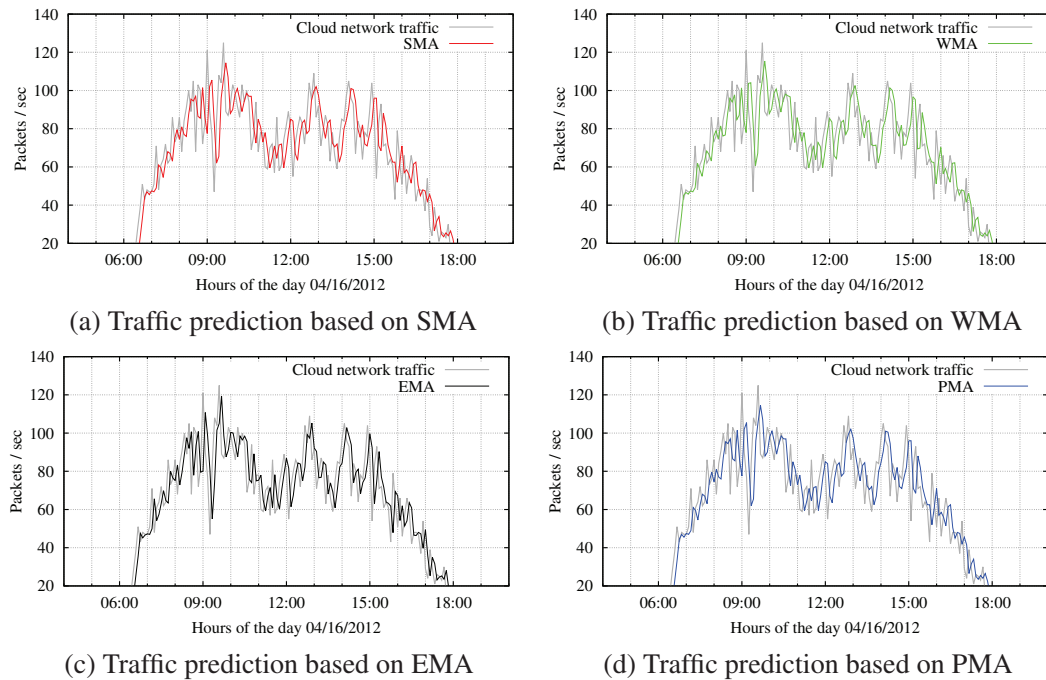 140
120
100
80
60
40
20
Packets / sec
Cloud network traffic
SMA
06:00 09:00 12:00 15:00 18:00
Hours of the day 04/16/2012
(a) Traffic prediction based on SMA
140
120
100
80
60
40
20
Packets / sec
Cloud network traffic
WMA
06:00 09:00 12:00 15:00 18:00
Hours of the day 04/16/2012
(b) Traffic prediction based on WMA
140
120
100
80
60
40
20
Packets / sec
Cloud network traffic
EMA
06:00 09:00 12:00 15:00 18:00
Hours of the day 04/16/2012
(c) Traffic prediction based on EMA
140
120
100
80
60
40
20
Packets / sec
Cloud network traffic
PMA
06:00 09:00 12:00 15:00 18:00
Hours of the day 04/16/2012
(d) Traffic prediction based on PMA